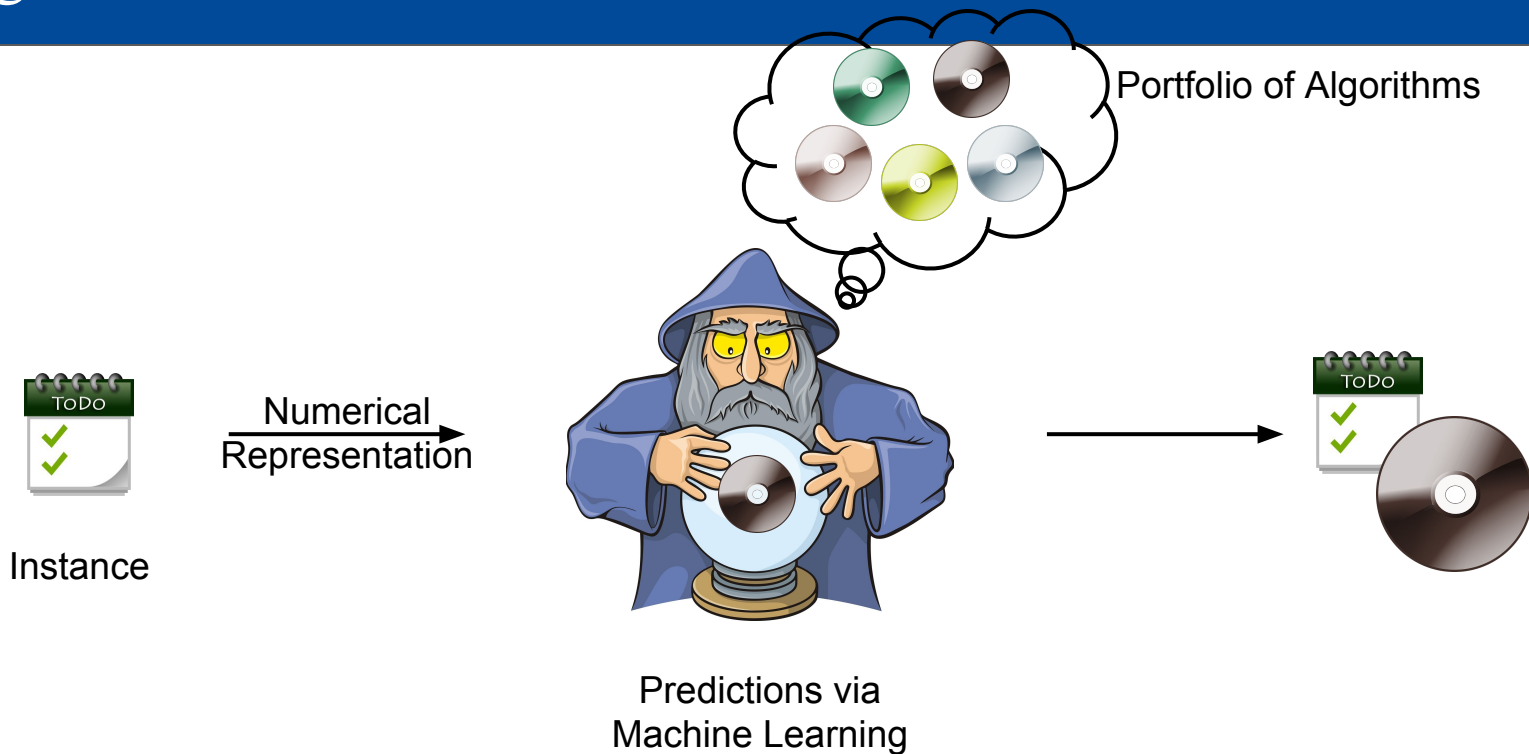 Portfolio of Algorithms
ToDo
Numerical
Representation
Instance
ToDo
Predictions via
Machine Learning